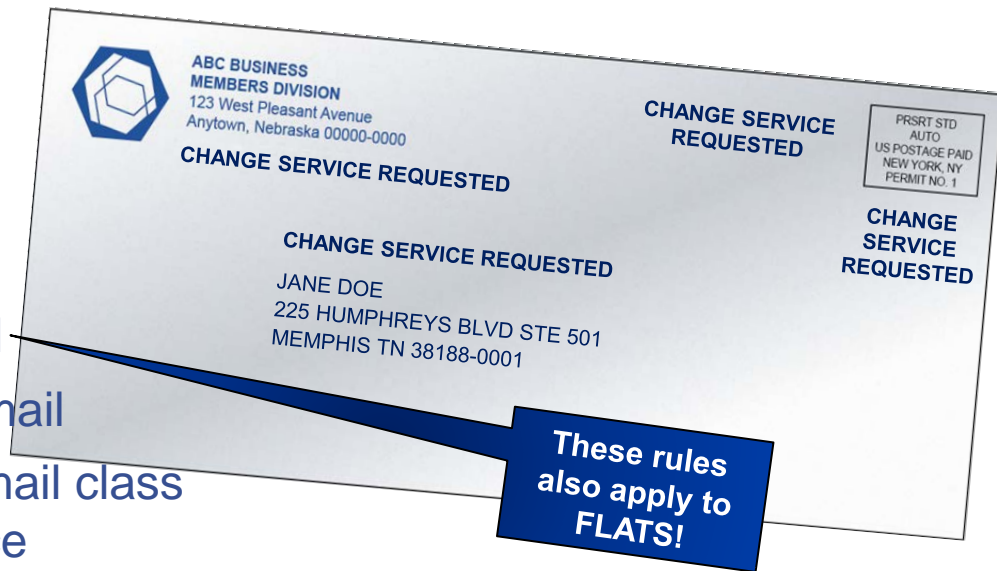 ABC BUSINESS
MEMBERS DIVISION
123 West Pleasant Avenue
Anytown, Nebraska 00000-0000
CHANGE SERVICE REQUESTED
CHANGE SERVICE
REQUESTED
PRSRT STD
AUTO
US POSTAGE PAID
NEW YORK, NY
PERMIT NO. 1
CHANGE
SERVICE
REQUESTED
CHANGE SERVICE REQUESTED
JANE DOE
225 HUMPHREYS BLVD STE 501
MEMPHIS TN 38188-0001
These rules
also apply to
FLATS!
mail class